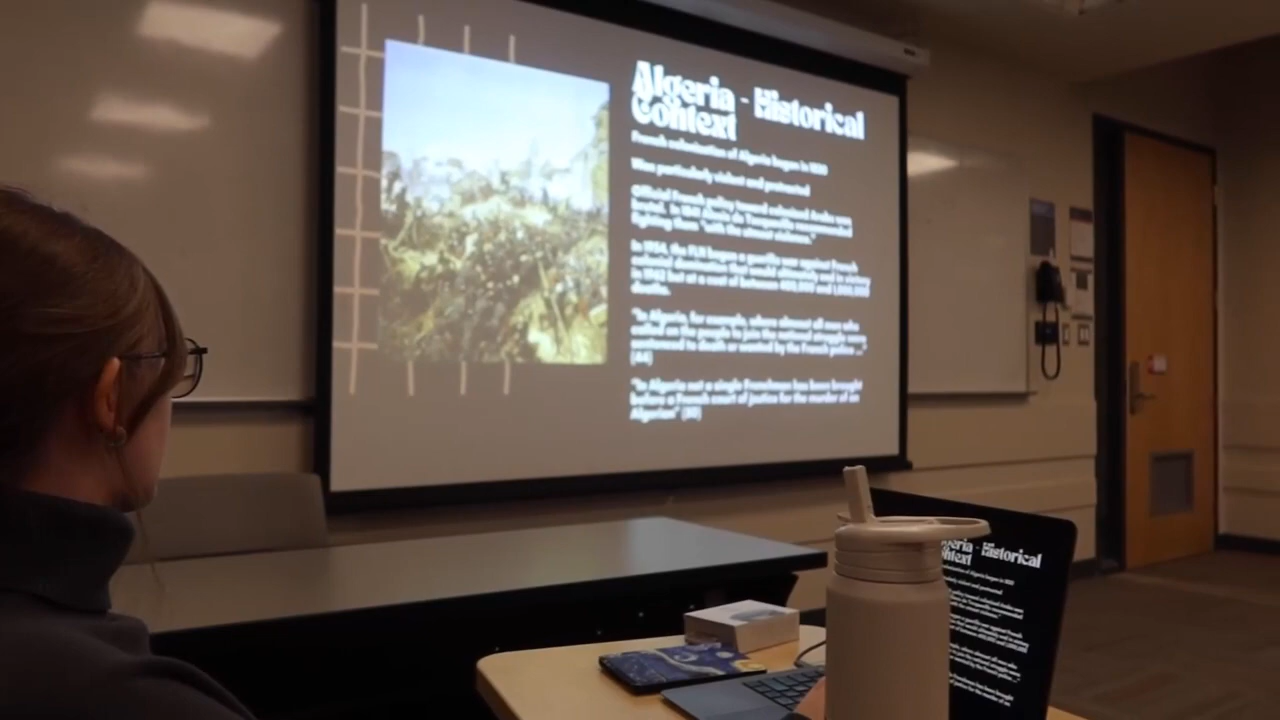 Algeria - Historical
Context
French colonization of Algeria began in 1830
Was particularly violent and protracted
Official French policy toward colonized Arabs was
brutal. In 1841 Alexis de Tocqueville recommended
fighting them "with the utmost violence."
In 1954, the FLN began a guerilla war against French
colonial domination that would ultimately end in victory
in 1962 but at a cost of between 400,000 and
deaths.
"In Algeria, for example, where almost all men who
called on the people to join the national struggle were
sentenced to death or wanted by the French police ..."
(44)
"In Algeria not a single Frenchman has been brought
before a French court of justice for the murder of an
Algerian"
Historical